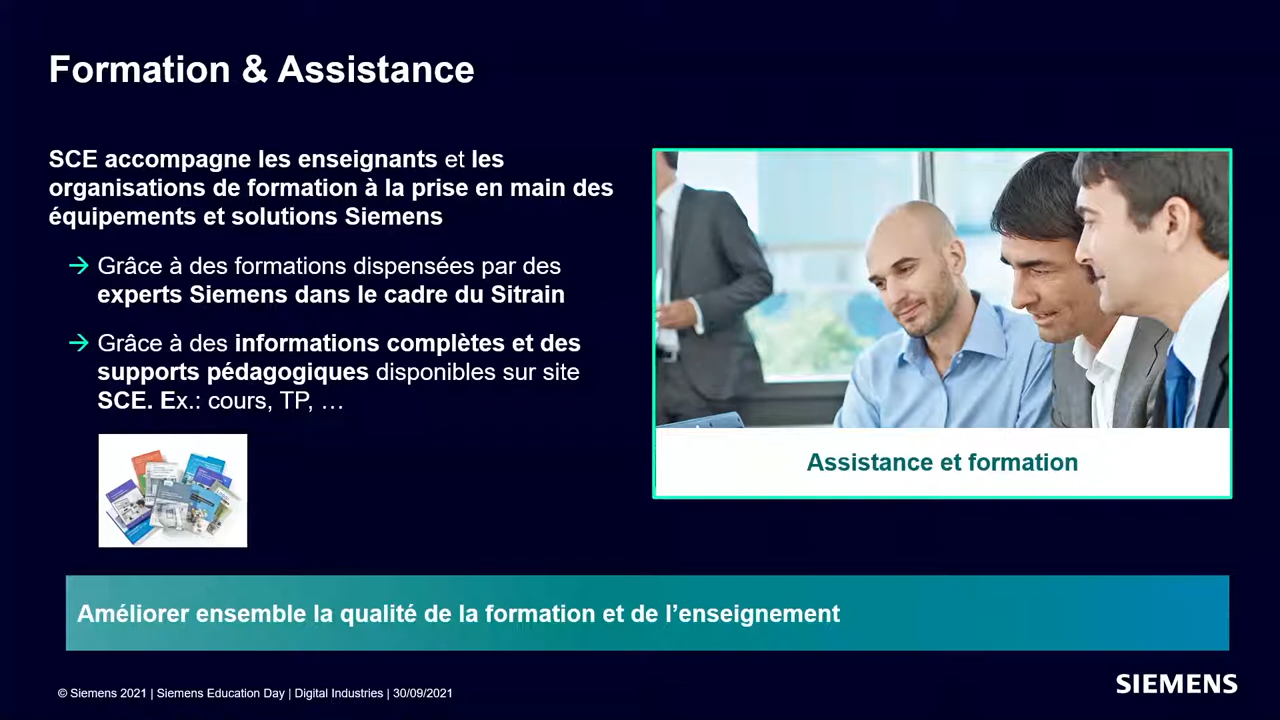 Formation & Assistance
SCE accompagne les enseignants et les
organisations de formation à la prise en main des
équipements et solutions Siemens
→ Grâce à des formations dispensées par des
experts Siemens dans le cadre du Sitrain
→ Grâce à des informations complètes et des
supports pédagogiques disponibles sur site
SCE. Ex.: cours, TP, …
Assistance et formation
Améliorer ensemble la qualité de la formation et de l’enseignement
© Siemens 2021 | Siemens Education Day | Digital Industries | 30/09/2021
SIEMENS